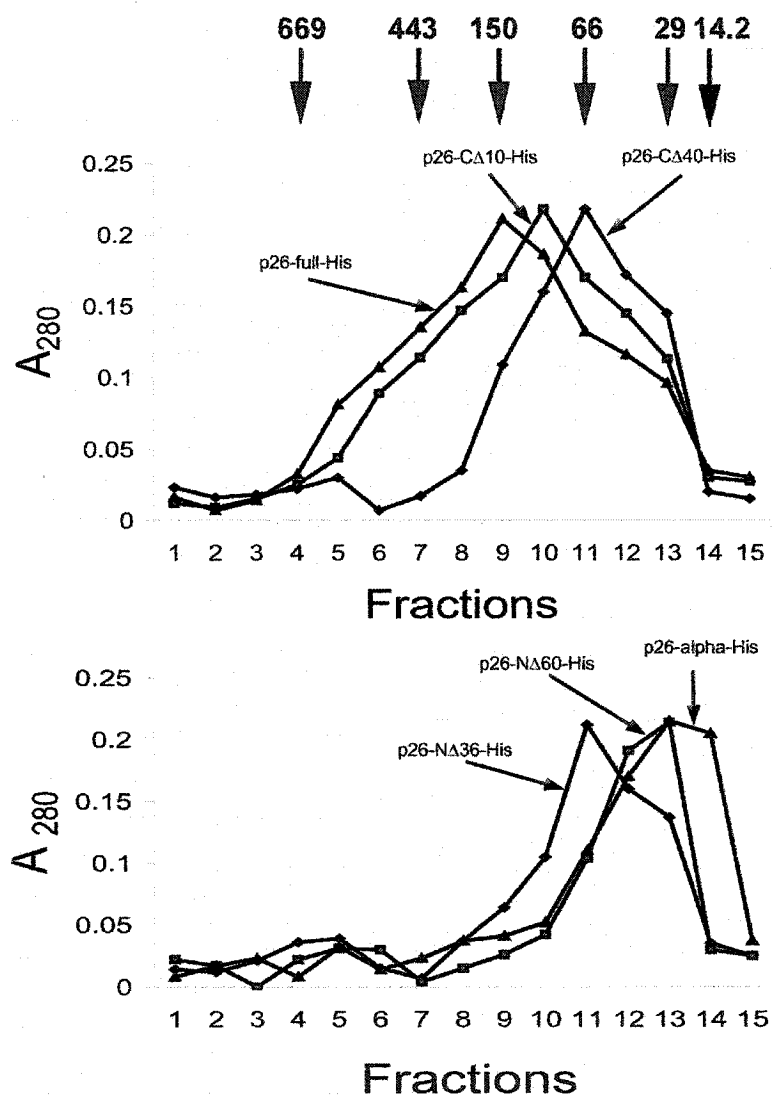 669 443 150 66 29 14.2
p26-CΔ10-His
p26-CΔ40-His
p26-full-His
0.25
0.2
0.15
0.1
0.05
0
A280
1 2 3 4 5 6 7 8 9 10 11 12 13 14 15
Fractions
p26-NΔ60-His
p26-alpha-His
p26-NΔ36-His
0.25
0.2
0.15
0.1
0.05
0
A 280
1 2 3 4 5 6 7 8 9 10 11 12 13 14 15
Fractions